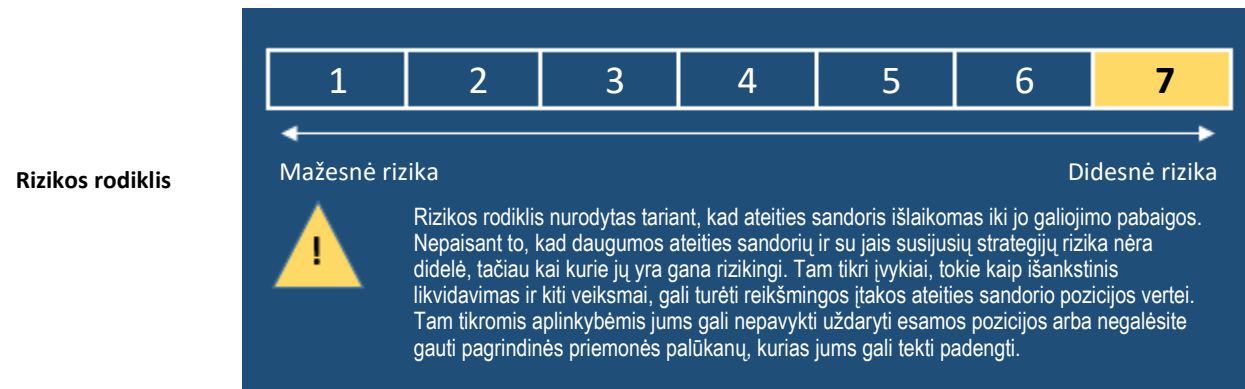 1 2 3 4 5 6 7
Mažesnė rizika Didesnė rizika
Rizikos rodiklis
!
Rizikos rodiklis nurodytas tariant, kad ateities sandoris išlaikomas iki jo galiojimo pabaigos.
Nepaisant to, kad daugumos ateities sandorių ir su jais susijusių strategijų rizika nėra
didelė, tačiau kai kurie jų yra gana rizikingi. Tam tikri įvykiai, tokie kaip išankstinis
likvidavimas ir kiti veiksmai, gali turėti reikšmingos įtakos ateities sandorio pozicijos vertei.
Tam tikromis aplinkybėmis jums gali nepavykti uždaryti esamos pozicijos arba negalėsite
gauti pagrindinės priemonės palūkanų, kurias jums gali tekti padengti.